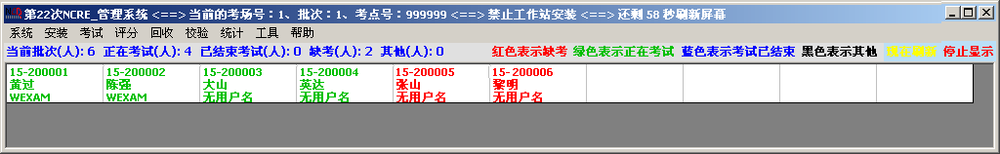 第22次NCRE_管理系统 <==> 当前的考场号：1、批次：1、考点号：999999 <==> 禁止工作站安装 <==> 还剩 58 秒刷新屏幕
系统 安装 考试 评分 回收 校验 统计 工具 帮助
当前批次(人): 6 正在考试(人): 4 已结束考试(人): 0 缺考(人): 2 其他(人): 0 红色表示缺考 绿色表示正在考试 蓝色表示考试已结束 黑色表示其他 停止显示
15-200001 15-200002 15-200003 15-200004 15-200005 15-200006
黄过 陈强 大山 英达 张山 黎明
WEXAM WEXAM 无用户名 无用户名 无用户名 无用户名